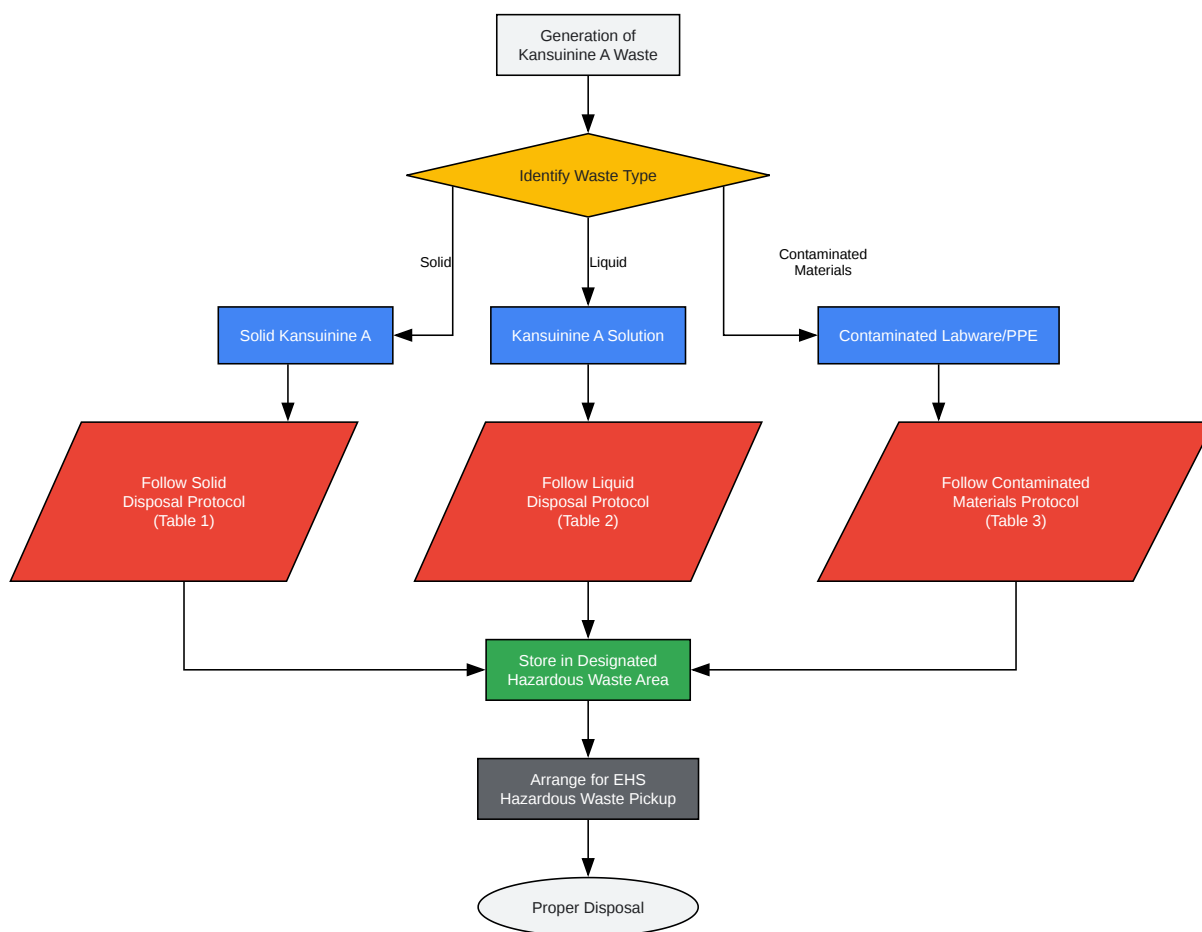 Generation of
Kansuinine A Waste
Identify Waste Type
Solid
Liquid
Contaminated
Materials
Solid Kansuinine A
Kansuinine A Solution
Contaminated Labware/PPE
Follow Solid
Disposal Protocol
(Table 1)
Follow Liquid
Disposal Protocol
(Table 2)
Follow Contaminated
Materials Protocol
(Table 3)
Store in Designated
Hazardous Waste Area
Arrange for EHS
Hazardous Waste Pickup
Proper Disposal